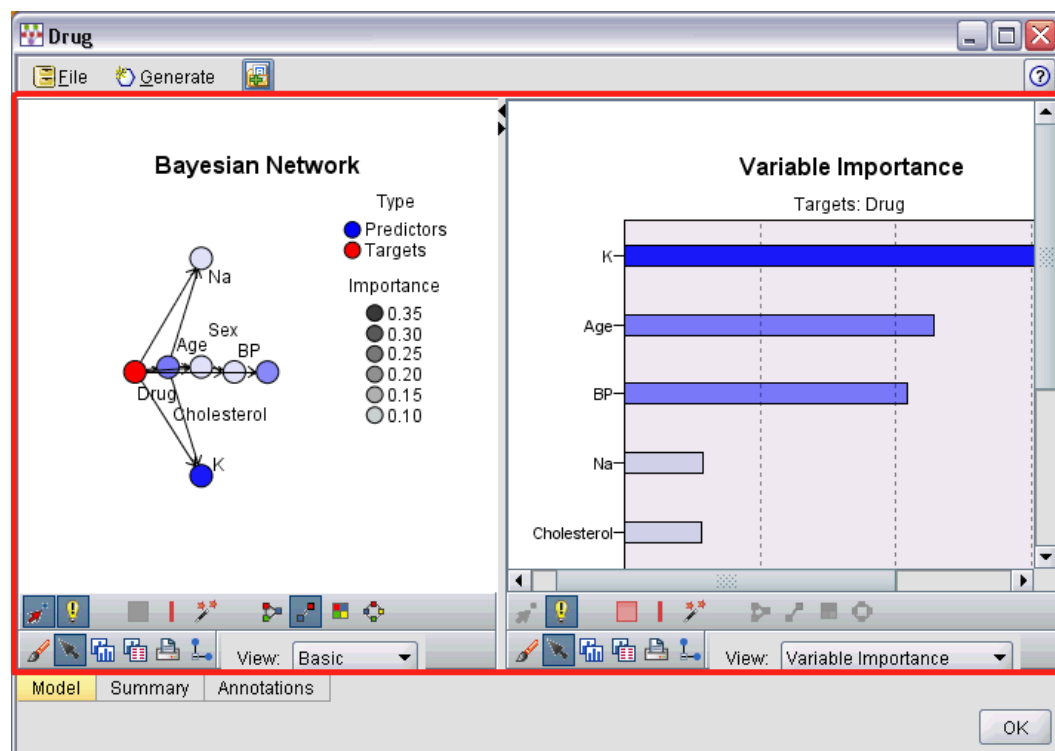 Drug
File Generate
Bayesian Network
Type
Predictors
Targets
Importance
0.35
0.30
0.25
0.20
0.15
0.10
Na
Sex
Age
BP
Drug
Cholesterol
K
View: Basic
Variable Importance
Targets: Drug
K
Age
BP
Na
Cholesterol
View: Variable Importance
Model Summary Annotations
OK